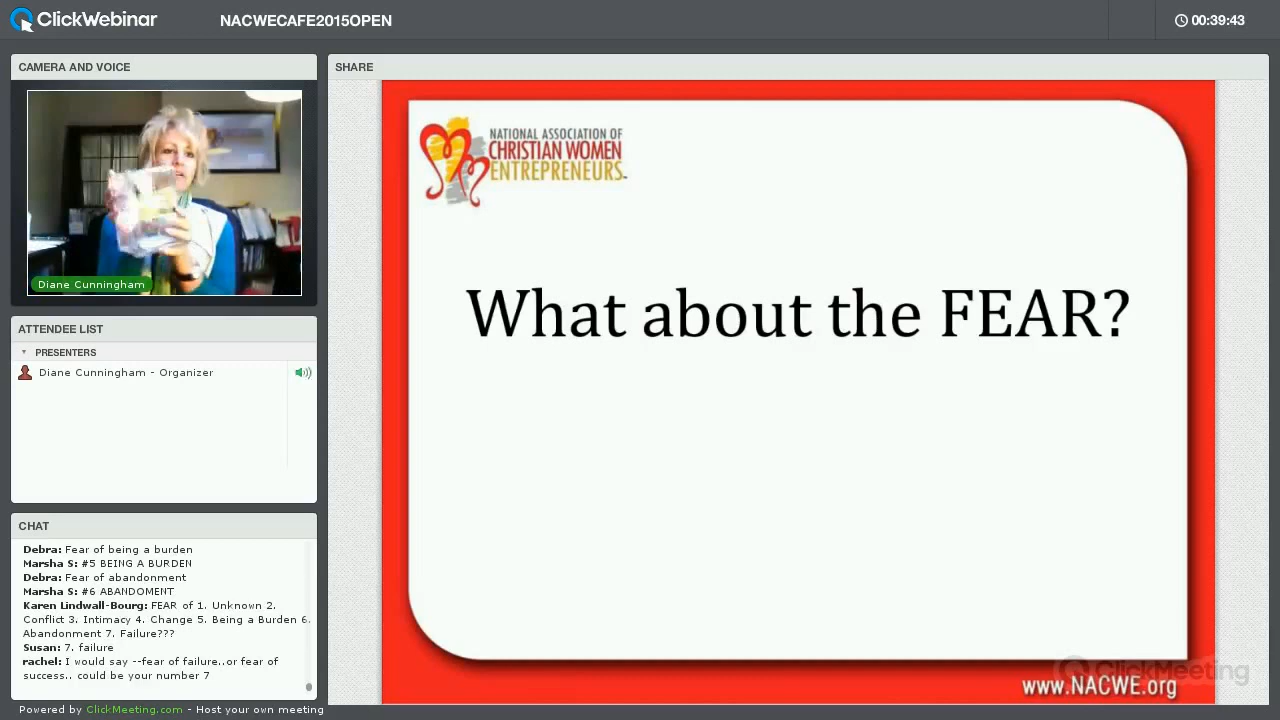 ClickWebinar
NACWECAFE2015OPEN
00:39:43
CAMERA AND VOICE
Diane Cunningham
ATTENDEE LIST
PRESENTERS
Diane Cunningham - Organizer
CHAT
Debra: Fear of being a burden
Marsha S: #5 BEING A BURDEN
Debra: Fear of abandonment
Marsha S: #6 ABANDOMENT
Karen Lindwall-Bourg: FEAR of 1. Unknown 2.
Conflict 3. Intimacy 4. Change 5. Being a Burden 6.
Abandonment 7. Failure??
Susan:
rachel: actually - fear of failure..or fear of
success - could be your number 7
Powered by ClickMeeting.com - Host your own meeting
SHARE
NATIONAL ASSOCIATION OF
CHRISTIAN WOMEN
ENTREPRENEURS
What about the FEAR?
ClickMeeting
www.NACWE.org